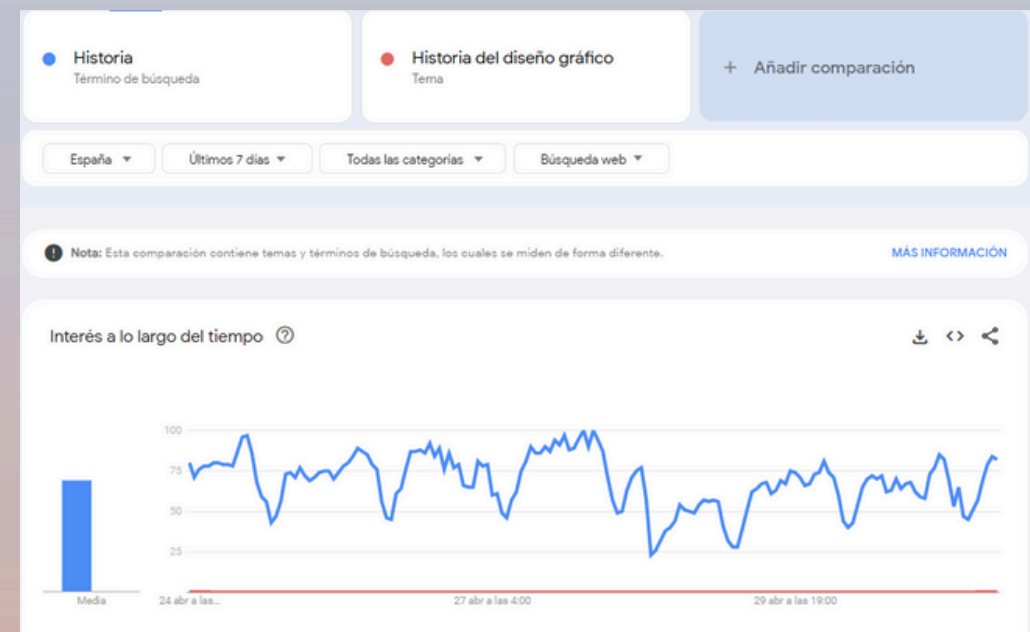 Historia
Término de búsqueda
Historia del diseño gráfico
Tema
+ Añadir comparación
España
Últimos 7 días
Todas las categorías
Búsqueda web
Nota: Esta comparación contiene temas y términos de búsqueda, los cuales se miden de forma diferente.
MÁS INFORMACIÓN
Interés a lo largo del tiempo
100
75
50
25
Media
24 abr a las...
27 abr a las 4:00
29 abr a las 19:00